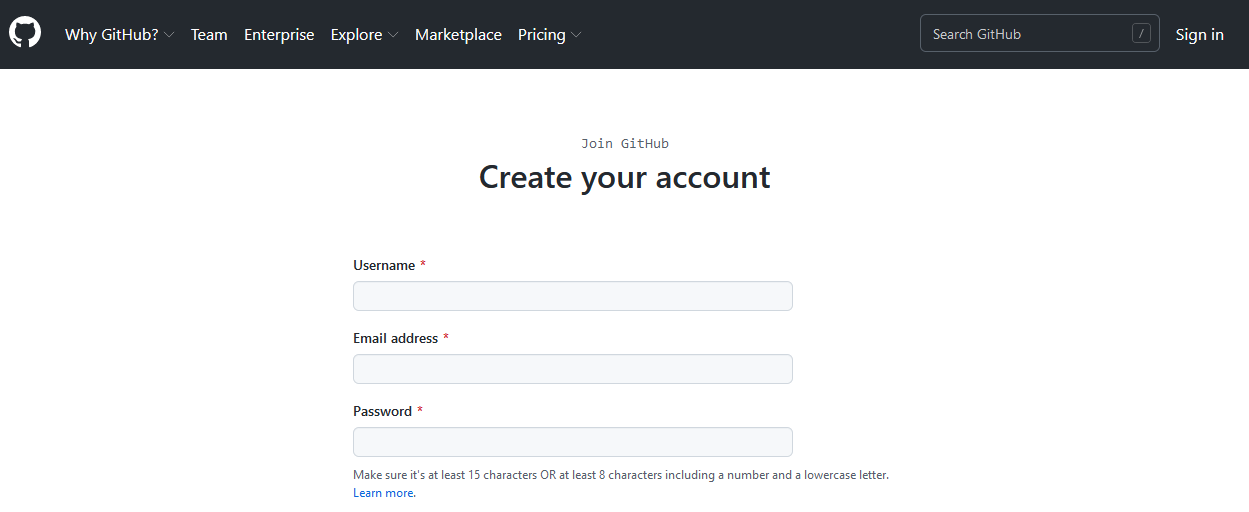 Why GitHub? Team Enterprise Explore Marketplace Pricing Search GitHub / Sign in
Join GitHub
Create your account
Username *
Email address *
Password *
Make sure it's at least 15 characters OR at least 8 characters including a number and a lowercase letter.
Learn more.